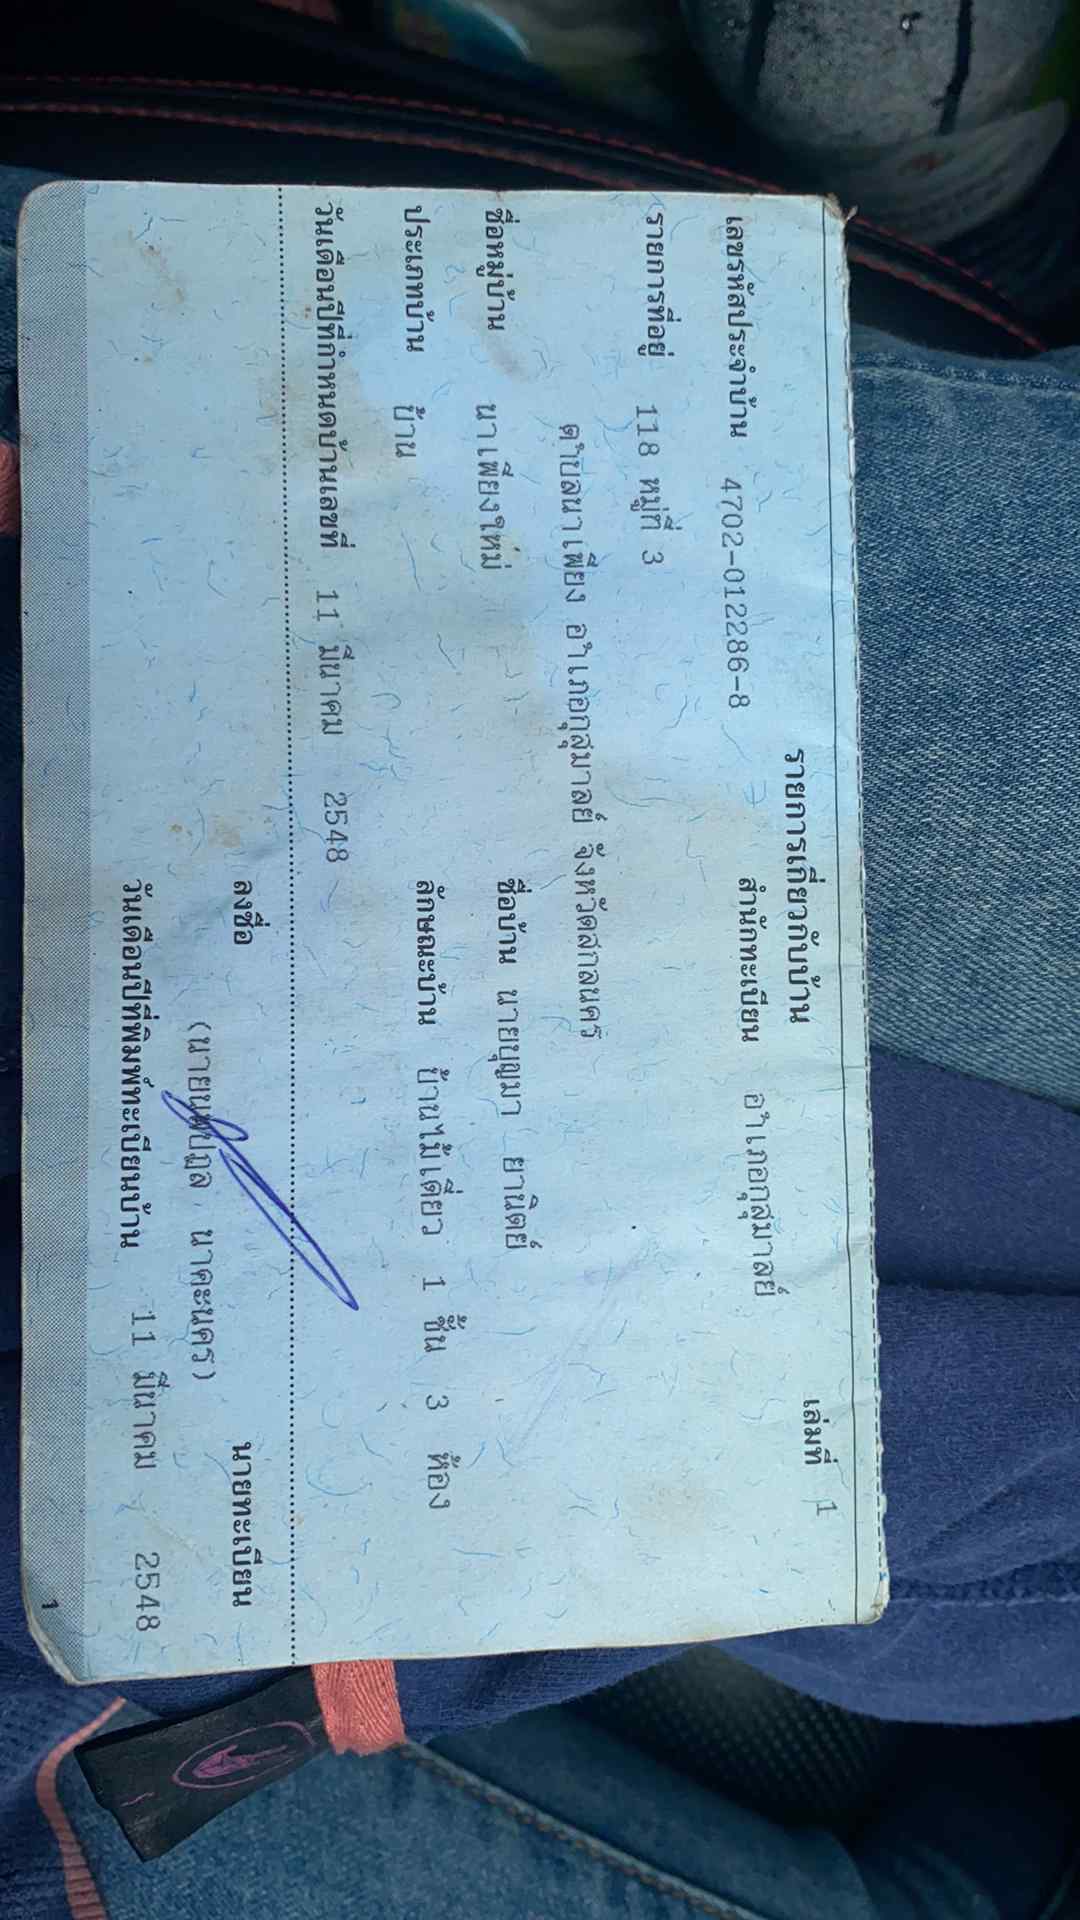 รายการเกี่ยวกับบ้าน เล่มที่ 1
เลขรหัสประจำบ้าน 4702-012286-8 สำนักทะเบียน อำเภอกุสุมาลย์
รายการที่อยู่ 118 หมู่ที่ 3
ตำบลนาเพียง อำเภอกุสุมาลย์ จังหวัดสกลนคร
ชื่อหมู่บ้าน นาเพียงใหม่ ชื่อบ้าน นายบุญมา ยานิตย์
ประเภทบ้าน บ้าน ลักษณะบ้าน บ้านไม้เดี่ยว 1 ชั้น 3 ห้อง
วันเดือนปีที่กำหนดบ้านเลขที่ 11 มีนาคม 2548
ลงชื่อ นายทะเบียน
นาคะนคร)
วันเดือนปีที่พิมพ์ทะเบียนบ้าน 11 มีนาคม 2548
1